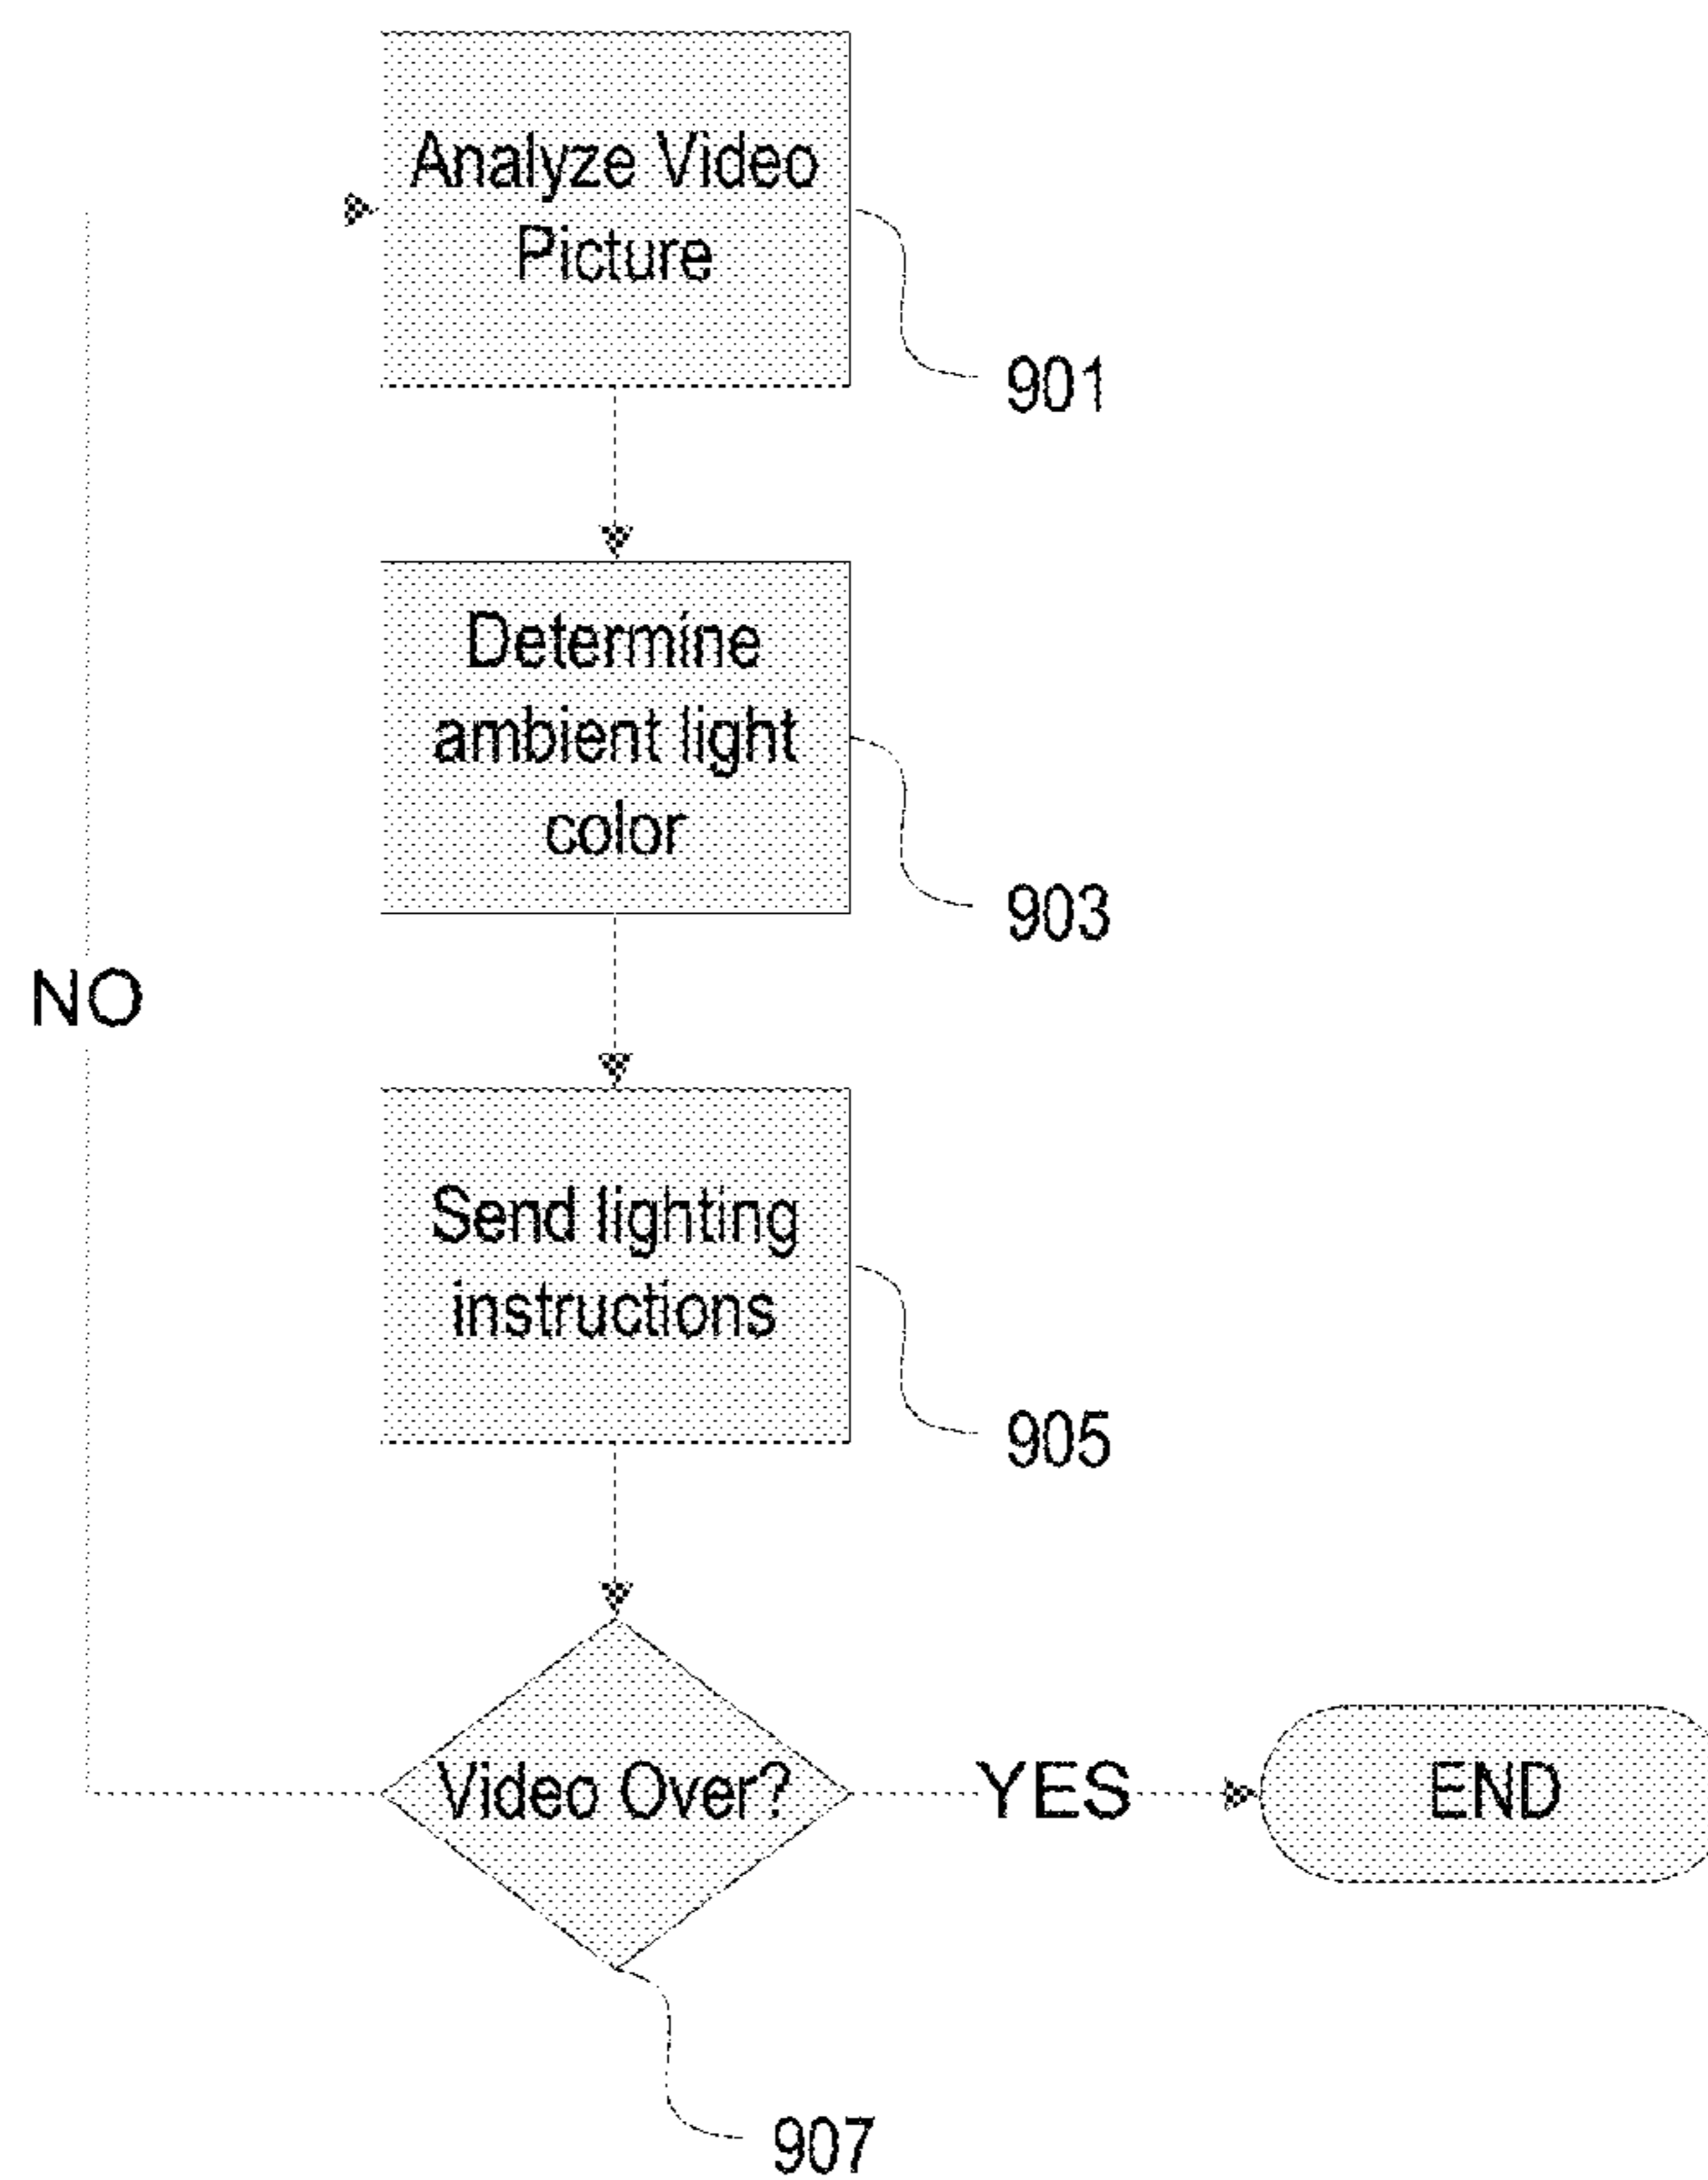 Analyze Video
Picture
901
Determine
ambient light
color
903
NO
Send lighting
instructions
905
Video Over?
YES
END
907